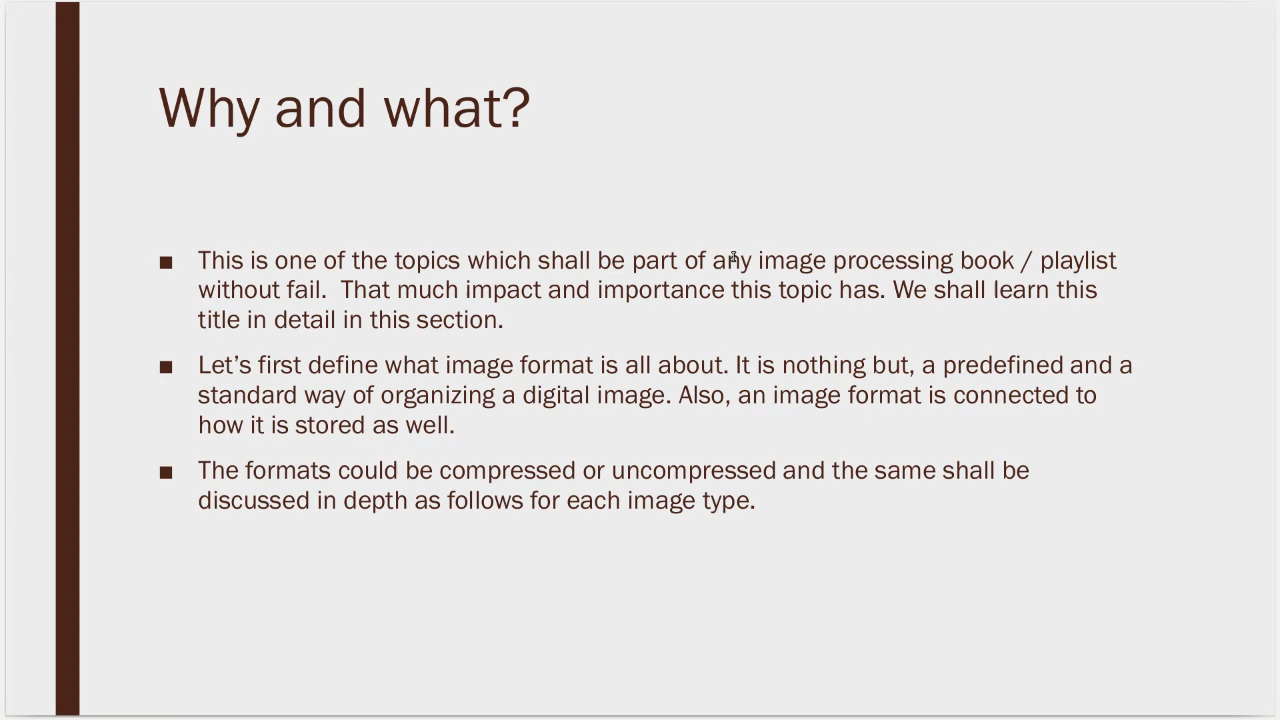 Why and what?
■ This is one of the topics which shall be part of any image processing book / playlist
without fail.  That much impact and importance this topic has. We shall learn this
title in detail in this section.
■ Let’s first define what image format is all about. It is nothing but, a predefined and a
standard way of organizing a digital image. Also, an image format is connected to
how it is stored as well.
■ The formats could be compressed or uncompressed and the same shall be
discussed in depth as follows for each image type.